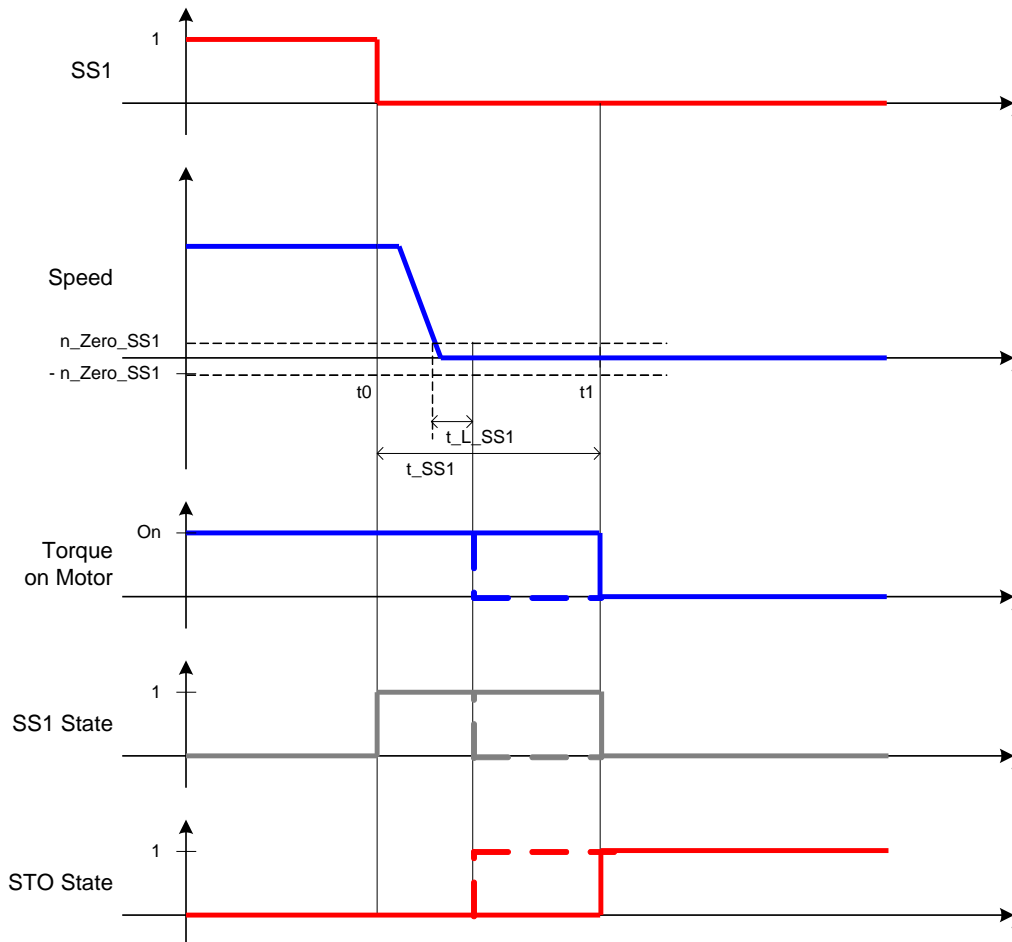 1
SS1
Speed
n_Zero_SS1
- n_Zero_SS1
t0
t1
t_L_SS1
t_SS1
On
Torque
on Motor
1
SS1 State
1
STO State